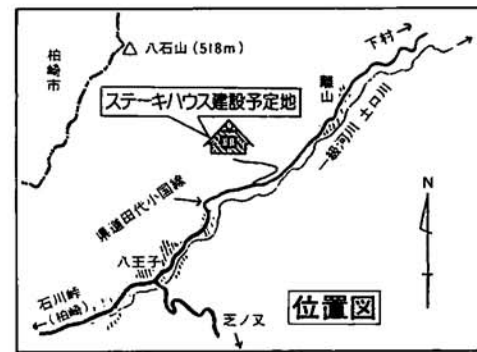 柏崎市
八石山(518m)
下村
離山
ステーキハウス建設予定地
一級河川 土口川
県道田代小国線
N
八王子
石川峠
(柏崎)
芝ノ又
位置図